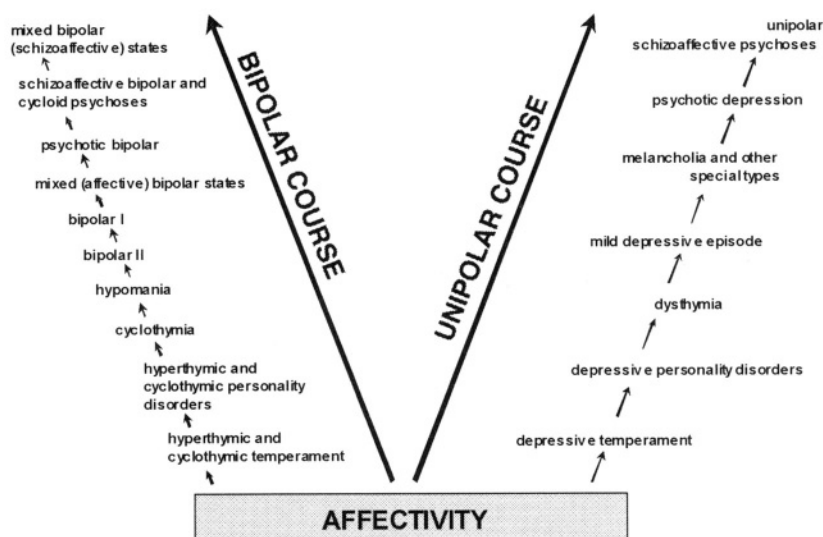 mixed bipolar
(schizoaffective) states
schizoaffective bipolar and
cycloid psychoses
psychotic bipolar
mixed (affective) bipolar states
bipolar I
bipolar II
hypomania
cyclothymia
hyperthymic and
cyclothymic personality
disorders
hyperthymic and
cyclothymic temperament
BIPOLAR COURSE
UNIPOLAR COURSE
unipolar
schizoaffective psychoses
psychotic depression
melancholia and other
special types
mild depressive episode
dysthymia
depressive personality disorders
depressive temperament
AFFECTIVITY